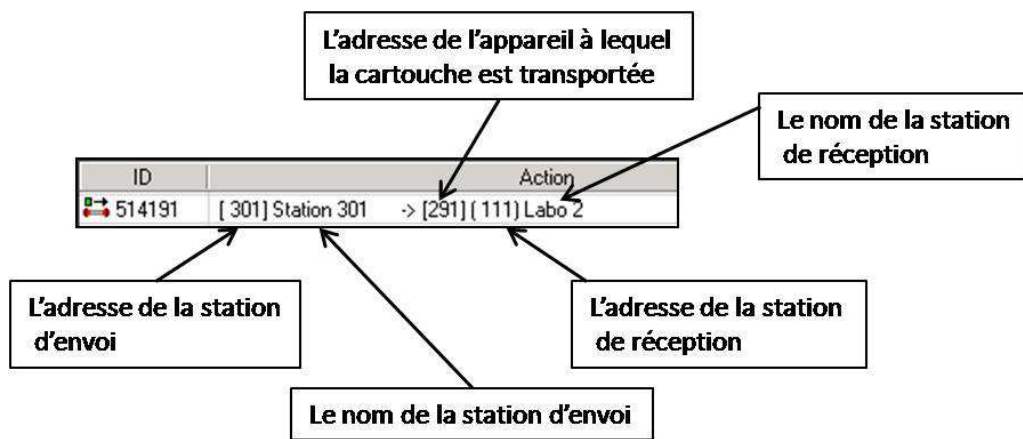 L'adresse de l'appareil à lequel
la cartouche est transportée
Le nom de la station
de réception
ID Action
514191 [ 301] Station 301 -> [291] ( 111) Labo 2
L'adresse de la station
d'envoi
L'adresse de la station
de réception
Le nom de la station d'envoi